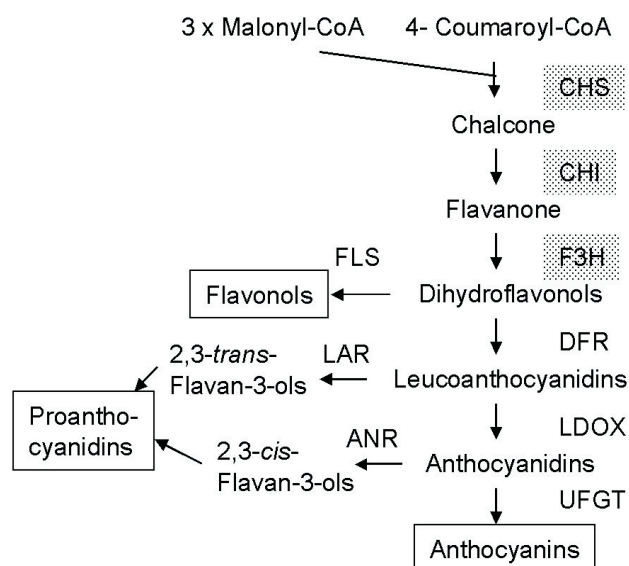 3 x Malonyl-CoA 4- Coumaroyl-CoA
CHS
Chalcone
CHI
Flavanone
F3H
FLS
Flavonols
Dihydroflavonols
DFR
2,3-trans-
Flavan-3-ols
LAR
Leucoanthocyanidins
Proantho-
cyanidins
LDOX
2,3-cis-
Flavan-3-ols
ANR
Anthocyanidins
UFGT
Anthocyanins